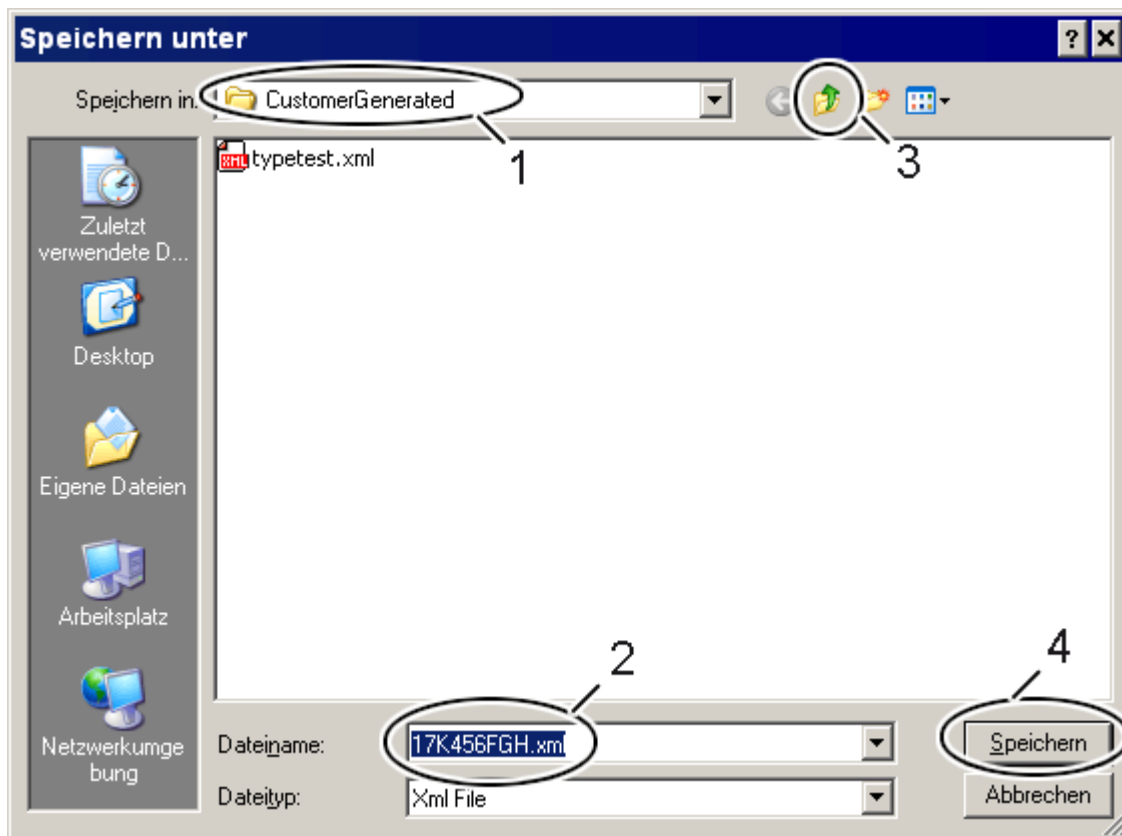 Speichern unter
?
Speichern in:
CustomerGenerated
1
3
XML
typetest.xml
Zuletzt
verwendete D...
Desktop
Eigene Dateien
Arbeitsplatz
Netzwerkumge
bung
2
4
Dateiname:
17K456FGH.xml
Speichern
Dateityp:
Xml File
Abbrechen